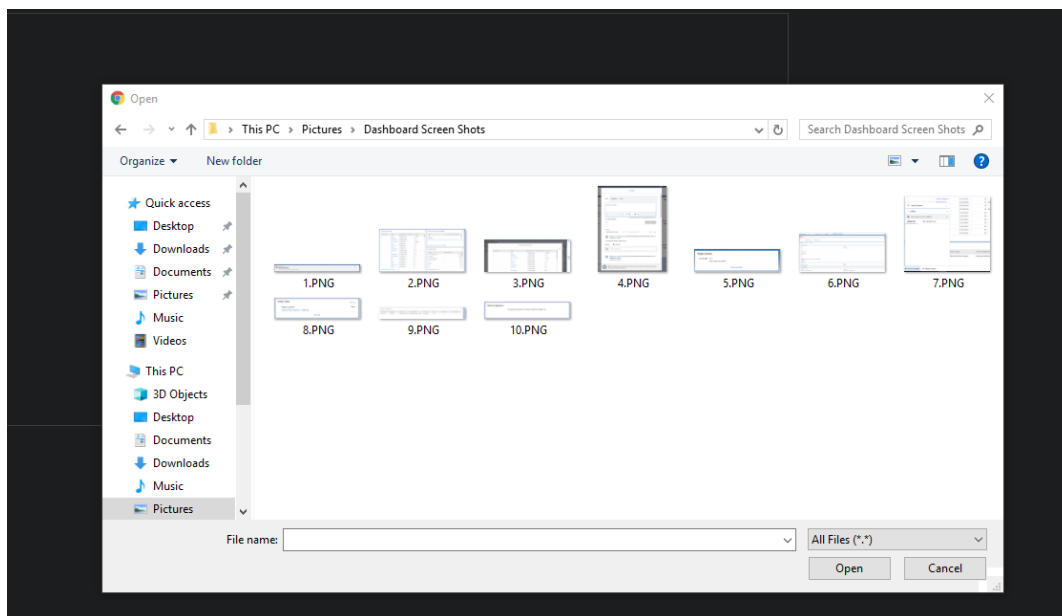 Open
This PC > Pictures > Dashboard Screen Shots
Search Dashboard Screen Shots
Organize
New folder
Quick access
Desktop
Downloads
Documents
Pictures
Music
Videos
This PC
3D Objects
Desktop
Documents
Downloads
Music
Pictures
1.PNG
2.PNG
3.PNG
4.PNG
5.PNG
6.PNG
7.PNG
8.PNG
9.PNG
10.PNG
File name:
All Files (*.*)
Open
Cancel